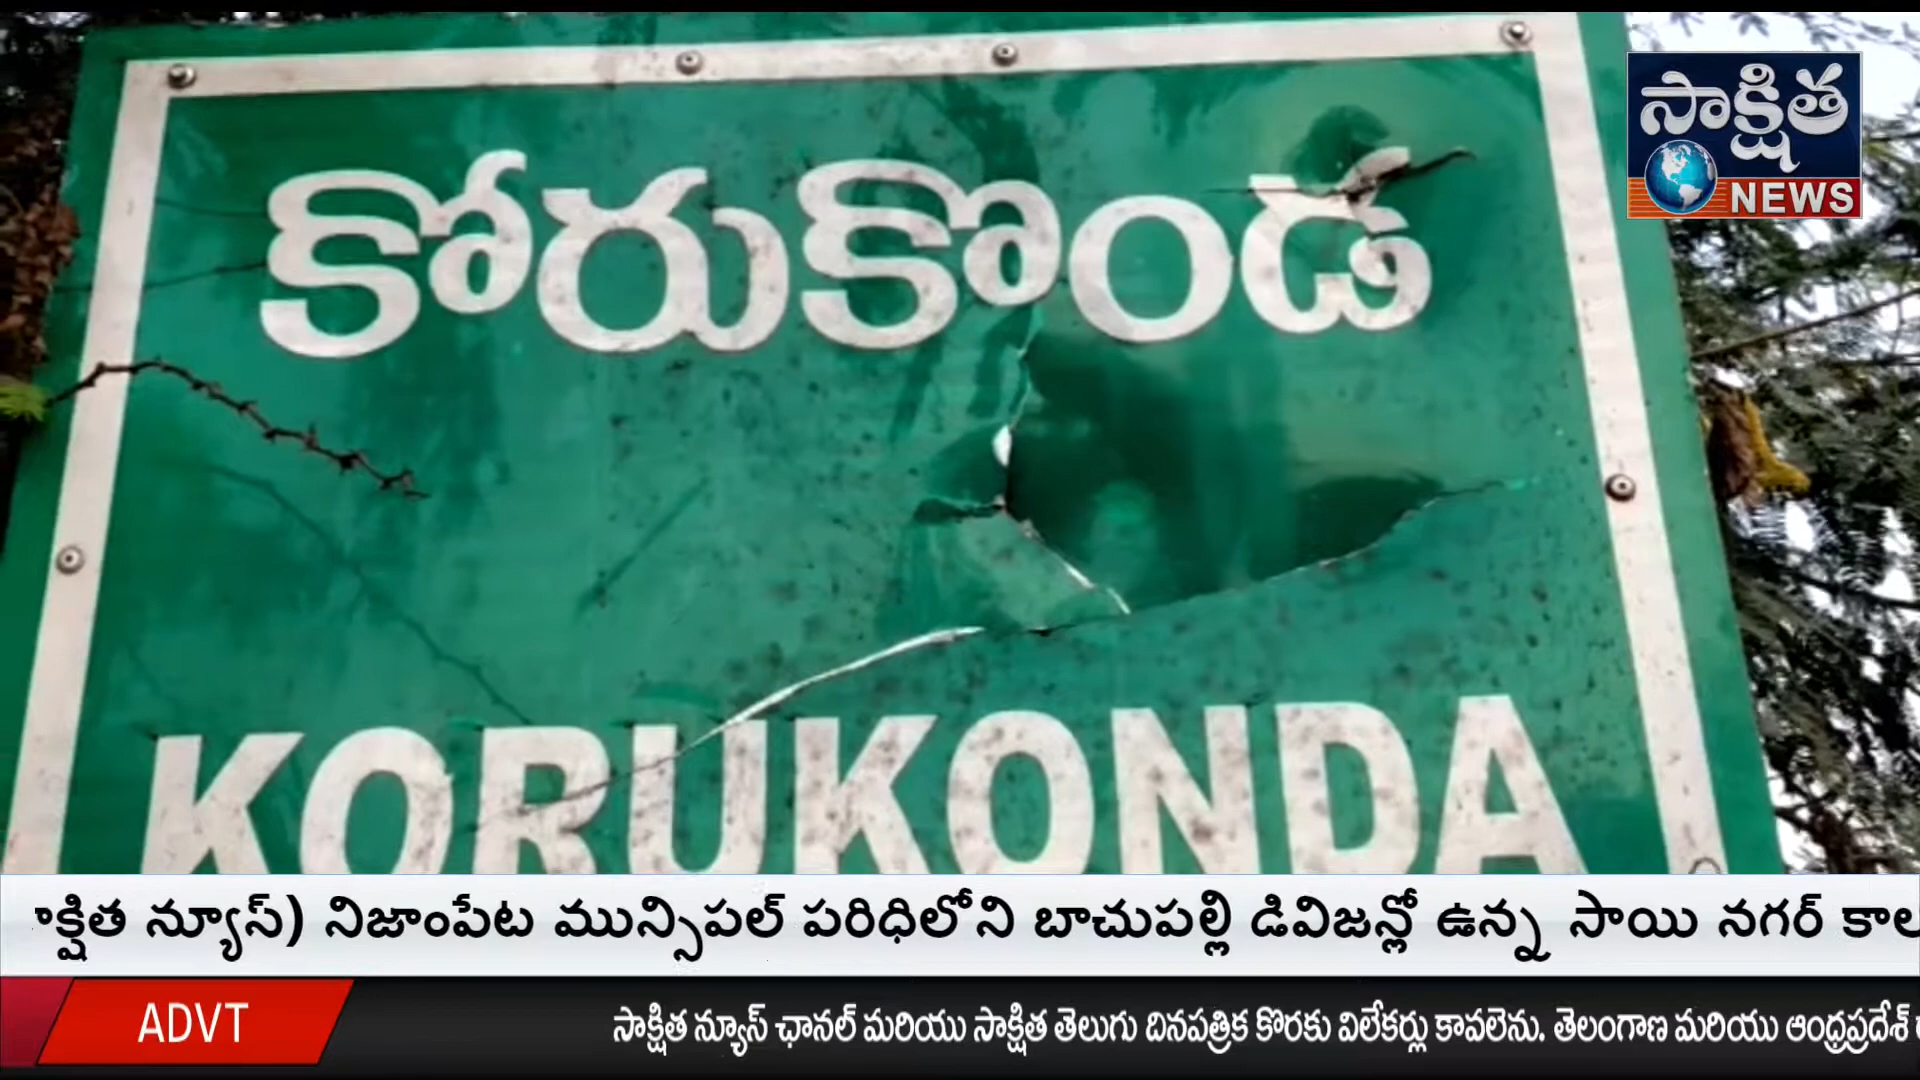 సాక్షిత
NEWS
కోరుకొండ
KORUKONDA
న్యూస్) నిజాంపేట మున్సిపల్ పరిధిలోని బాచుపల్లి డివిజన్లో ఉన్న సాయి నగర్
ADVT
సాక్షిత న్యూస్ ఛానల్ మరియు సాక్షిత తెలుగు దినపత్రిక కొరకు విలేకర్లు కావలెను. తెలంగాణ మరియు ఆంధ్రప్రదేశ్